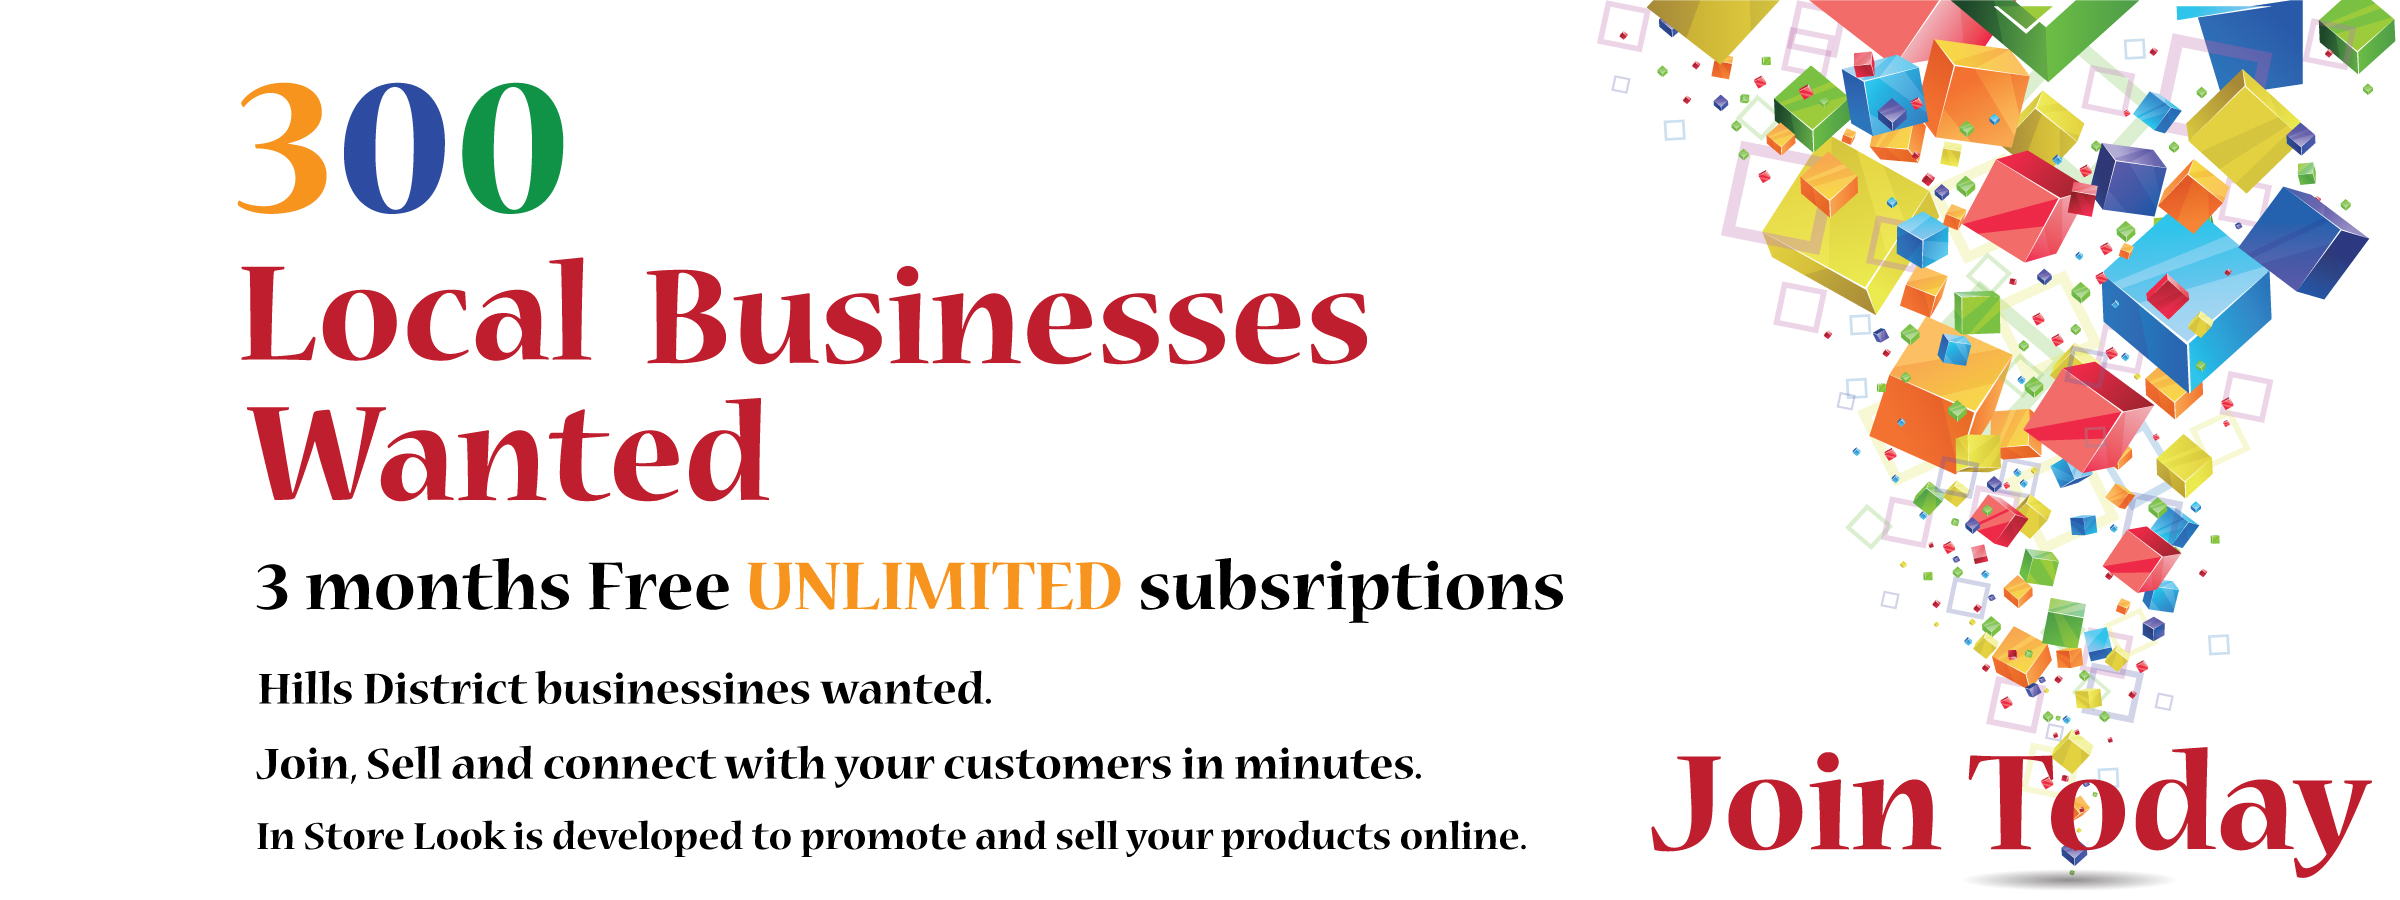 300
Local Businesses
Wanted
3 months Free UNLIMITED subsriptions
Hills District businessines wanted.
Join, Sell and connect with your customers in minutes.
In Store Look is developed to promote and sell your products online.
Join Today